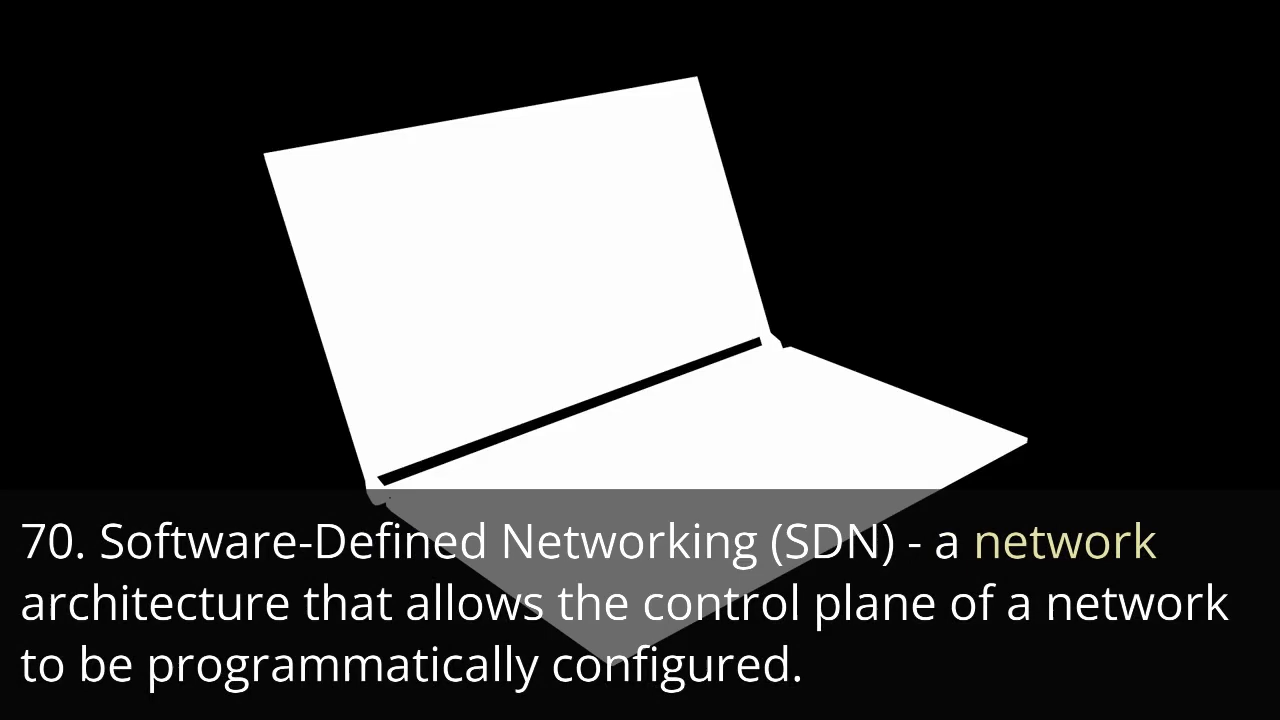 70. Software-Defined Networking (SDN) - a network
architecture that allows the control plane of a network
to be programmatically configured.